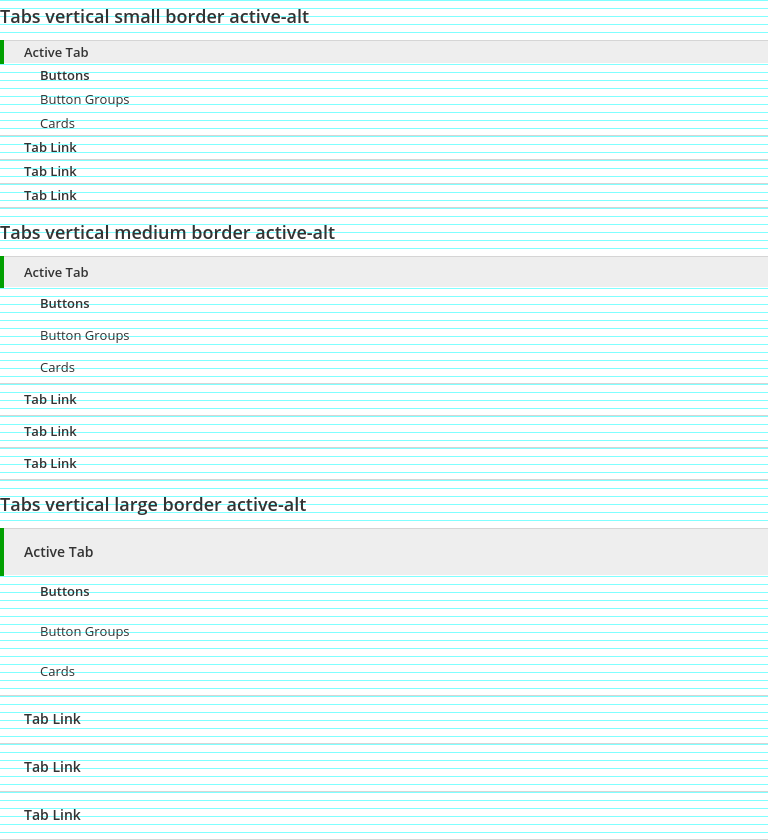 Tabs vertical small border active-alt
Active Tab
Buttons
Button Groups
Cards
Tab Link
Tab Link
Tab Link
Tabs vertical medium border active-alt
Active Tab
Buttons
Button Groups
Cards
Tab Link
Tab Link
Tab Link
Tabs vertical large border active-alt
Active Tab
Buttons
Button Groups
Cards
Tab Link
Tab Link
Tab Link